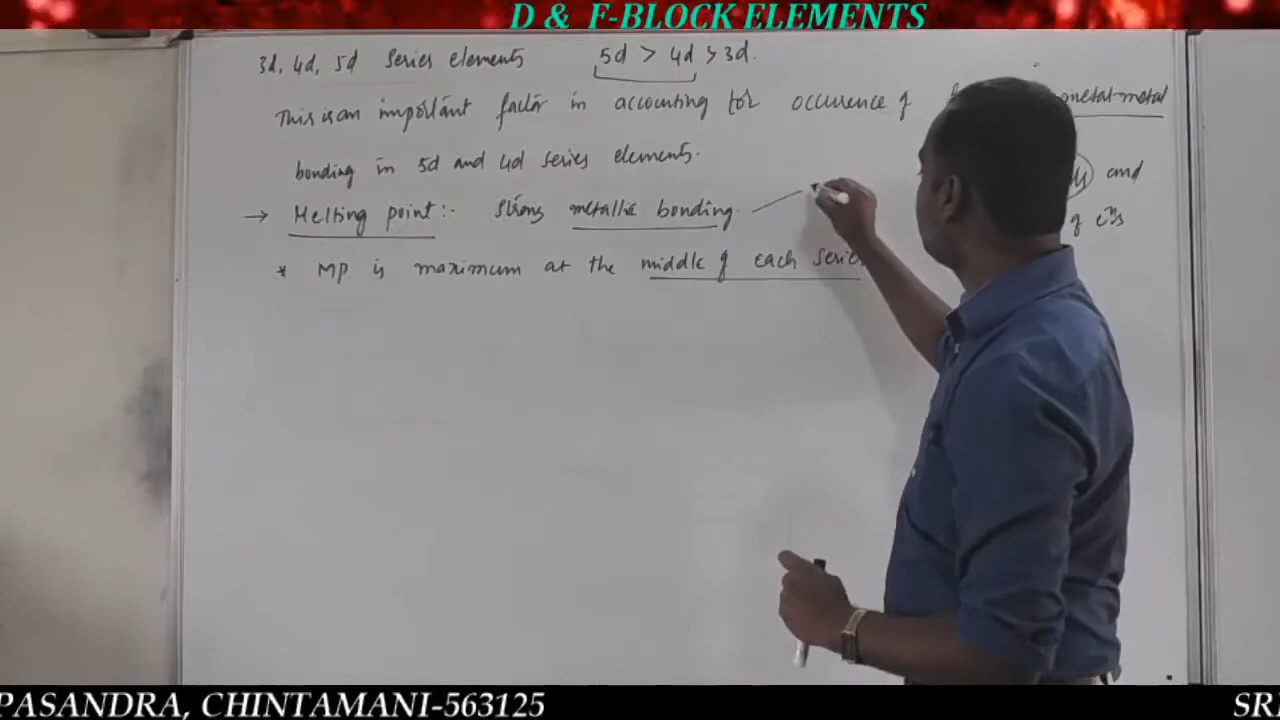 D & F-BLOCK ELEMENTS
3d, 4d, 5d Series elements 5d > 4d > 3d.
This is an important factor in accounting for occurence of metal-metal
bonding in 5d and 4d series elements. and
→ Melting point:- Strong metallic bonding. of e⁻s
* MP is maximum at the middle of each Series
PASANDRA, CHINTAMANI-563125 SRI